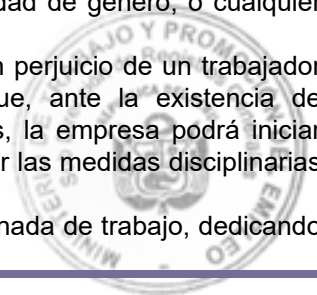 dad de género, o cualquier
n perjuicio de un trabajador
ue, ante la existencia de
s, la empresa podrá iniciar
r las medidas disciplinarias
nada de trabajo, dedicando